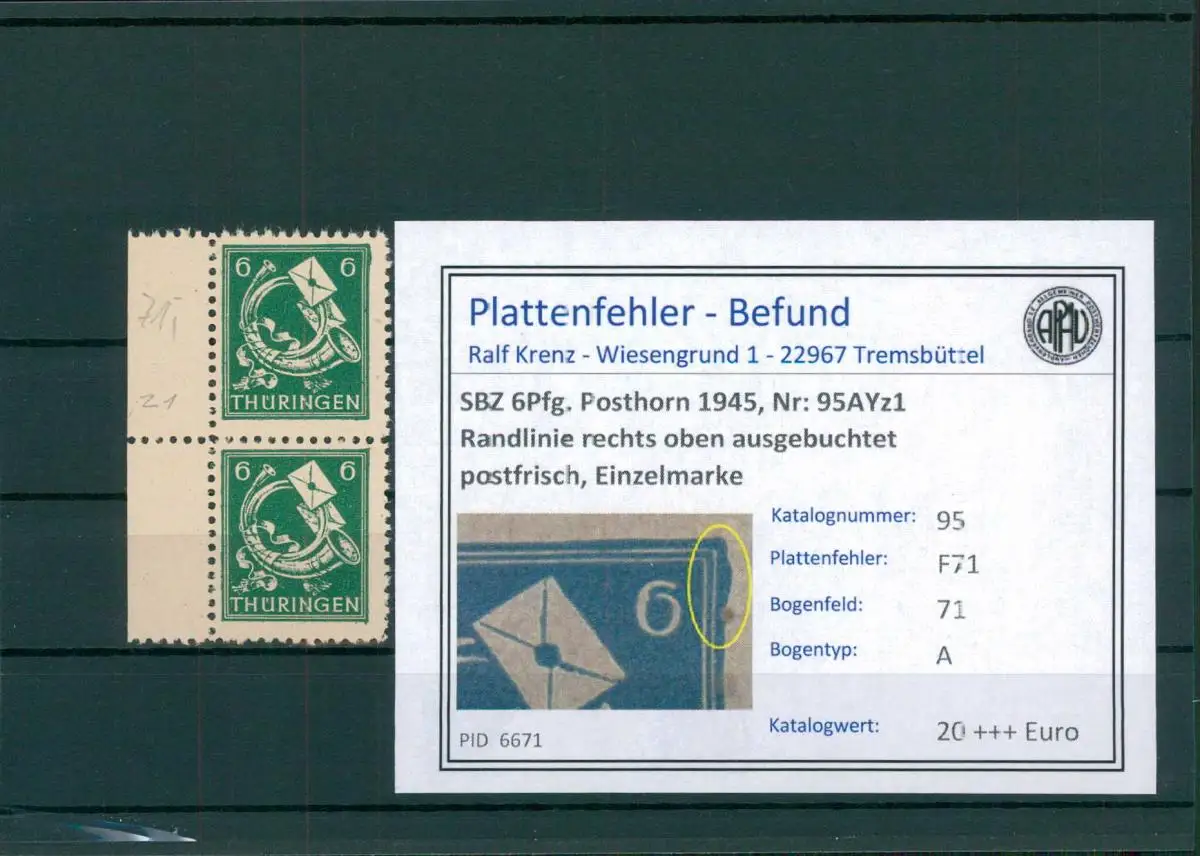 6 6
THÜRINGEN
6 6
THÜRINGEN
71,
21
Plattenfehler - Befund
Ralf Krenz - Wiesengrund 1 - 22967 Tremsbüttel
APHV
SBZ 6Pfg. Posthorn 1945, Nr: 95AYz1
Randlinie rechts oben ausgebuchtet
postfrisch, Einzelmarke
6
Katalognummer: 95
Plattenfehler: F71
Bogenfeld: 71
Bogentyp: A
Katalogwert: 20 +++ Euro
PID 6671